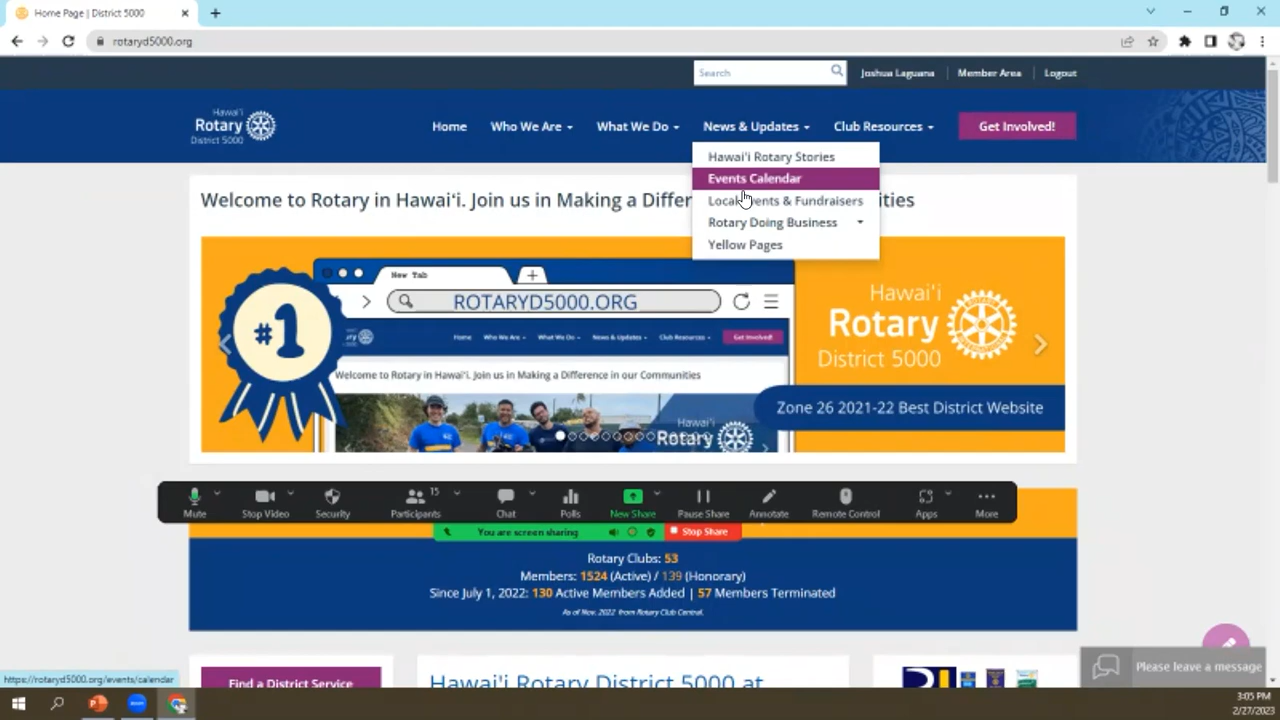 Home Page | District 5000
rotaryd5000.org
Search
Joshua Laguana
Member Area
Logout
Hawai'i
Rotary
District 5000
Home
Who We Are
What We Do
News & Updates
Club Resources
Get Involved!
Hawai'i Rotary Stories
Events Calendar
Local Events & Fundraisers
Rotary Doing Business
Yellow Pages
Welcome to Rotary in Hawai'i. Join us in Making a Differ
ities
New Tab
ROTARYD5000.ORG
#1
Home Who We Are What We Do News & Updates Club Resources Get Involved!
Welcome to Rotary in Hawai'i. Join us in Making a Difference in our Communities
Hawai'i
Rotary
Hawai'i
Rotary
District 5000
Zone 26 2021-22 Best District Website
Mute
Stop Video
Security
15
Participants
Chat
Polls
New Share
Pause Share
Annotate
Remote Control
Apps
More
You are screen sharing
Stop Share
Rotary Clubs: 53
Members: 1524 (Active) / 139 (Honorary)
Since July 1, 2022: 130 Active Members Added | 57 Members Terminated
As of Nov. 2022 from Rotary Club Central.
Find a District Service
Hawai'i Rotary District 5000 at
Please leave a message
https://rotaryd5000.org/events/calendar
zoom
3:05 PM
2/27/2023